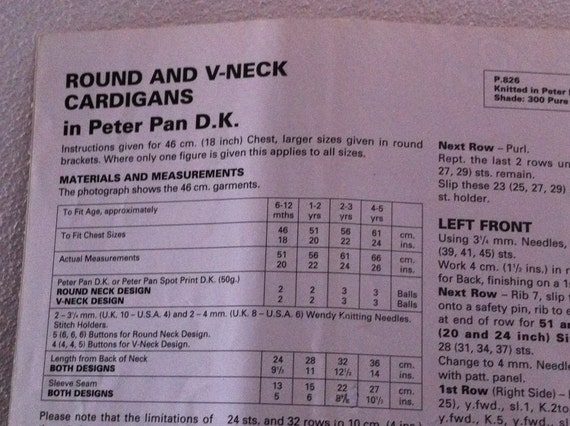 ROUND AND V-NECK
CARDIGANS
in Peter Pan D.K.
Instructions given for 46 cm. (18 inch) Chest, larger sizes given in round
brackets. Where only one figure is given this applies to all sizes.
MATERIALS AND MEASUREMENTS
The photograph shows the 46 cm. garments.
To Fit Age, approximately 6-12 mths 1-2 yrs 2-3 yrs 4-5 yrs
To Fit Chest Sizes 46 51 56 61 cm.
18 20 22 24 ins.
Actual Measurements 51 56 61 66 cm.
20 22 24 26 ins.
Peter Pan D.K. or Peter Pan Spot Print D.K. (50g.)
ROUND NECK DESIGN 2 2 3 3 Balls
V-NECK DESIGN 2 2 3 3 Balls
2 – 3¼ mm. (U.K. 10 – U.S.A. 4) and 2 – 4 mm. (U.K. 8 – U.S.A. 6) Wendy Knitting Needles.
Stitch Holders.
5 (6, 6, 6) Buttons for Round Neck Design.
4 (4, 4, 5) Buttons for V-Neck Design.
Length from Back of Neck 24 28 32 36 cm.
BOTH DESIGNS 9½ 11 12½ 14 ins.
Sleeve Seam 13 15 22 27 cm.
BOTH DESIGNS 5 6 10½ ins.
Please note that the limitations of
24 sts. and 32 rows in 10 cm. (4 ins
P.826
Knitted in Peter
Shade: 300 Pure
Next Row – Purl.
Rept. the last 2 rows un
27, 29) sts. remain.
Slip these 23 (25, 27, 29)
st. holder.
LEFT FRONT
Using 3¼ mm. Needles,
(39, 41, 45) sts.
Work 4 cm. (1½ ins.) in r
for Back, finishing on a
Next Row – Rib 7, slip
onto a safety pin, rib to e
at end of row for 51 an
(20 and 24 inch) Si
28 (31, 34, 37) sts.
Change to 4 mm. Needle
with patt. panel.
1st Row (Right Side) –
25), y.fwd., sl.1, K.2to
y.fwd., K.5, y.fwd., sl